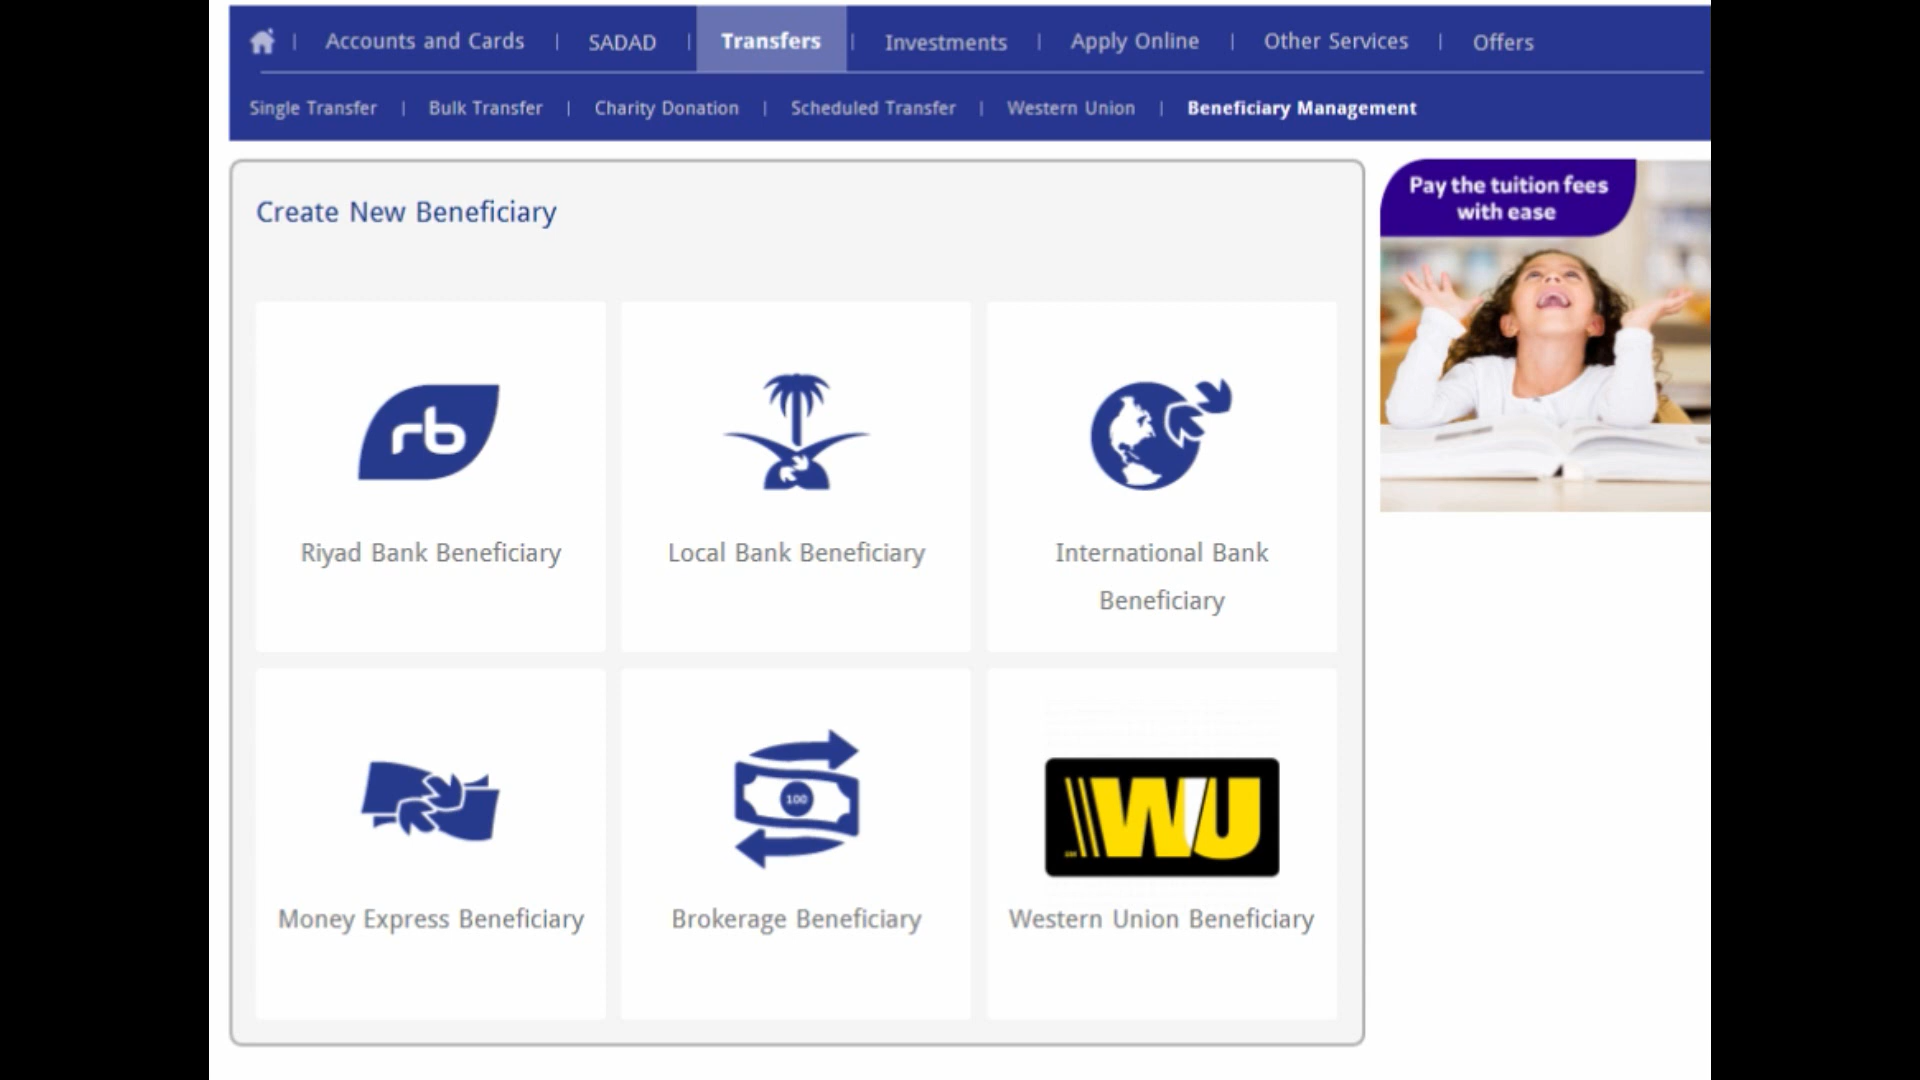 Accounts and Cards | SADAD | Transfers | Investments | Apply Online | Other Services | Offers
Single Transfer | Bulk Transfer | Charity Donation | Scheduled Transfer | Western Union | Beneficiary Management
Create New Beneficiary
Pay the tuition fees
with ease
rb
Riyad Bank Beneficiary
Local Bank Beneficiary
International Bank
Beneficiary
100
WU
Money Express Beneficiary
Brokerage Beneficiary
Western Union Beneficiary